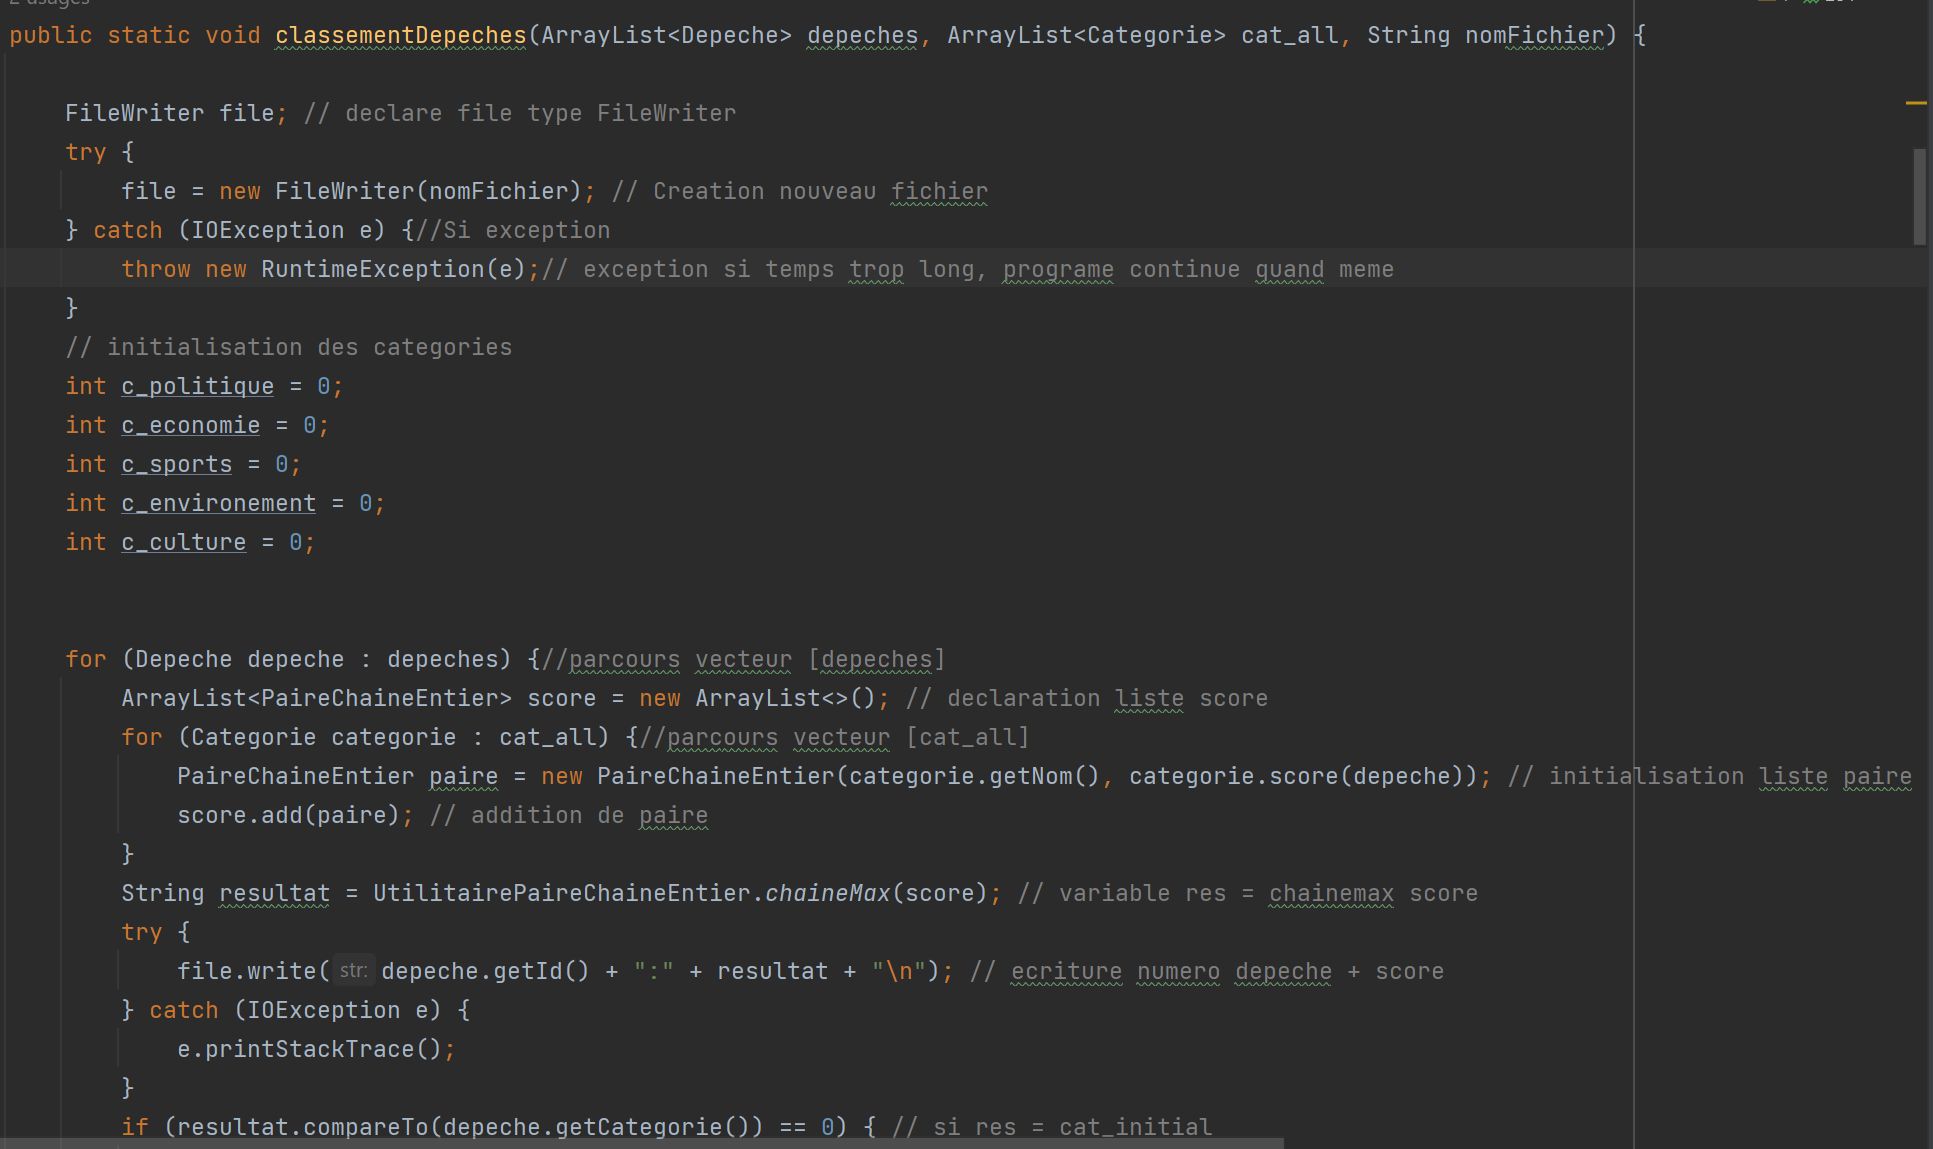 2 usages
public static void classementDepeches(ArrayList<Depeche> depeches, ArrayList<Categorie> cat_all, String nomFichier) {
FileWriter file; // declare file type FileWriter
try {
file = new FileWriter(nomFichier); // Creation nouveau fichier
} catch (IOException e) {//Si exception
throw new RuntimeException(e);// exception si temps trop long, programe continue quand meme
}
// initialisation des categories
int c_politique = 0;
int c_economie = 0;
int c_sports = 0;
int c_environement = 0;
int c_culture = 0;
for (Depeche depeche : depeches) {//parcours vecteur [depeches]
ArrayList<PaireChaineEntier> score = new ArrayList<>(); // declaration liste score
for (Categorie categorie : cat_all) {//parcours vecteur [cat_all]
PaireChaineEntier paire = new PaireChaineEntier(categorie.getNom(), categorie.score(depeche)); // initialisation liste paire
score.add(paire); // addition de paire
}
String resultat = UtilitairePaireChaineEntier.chaineMax(score); // variable res = chainemax score
try {
file.write( str: depeche.getId() + ":" + resultat + "\n"); // ecriture numero depeche + score
} catch (IOException e) {
e.printStackTrace();
}
if (resultat.compareTo(depeche.getCategorie()) == 0) { // si res = cat_initial